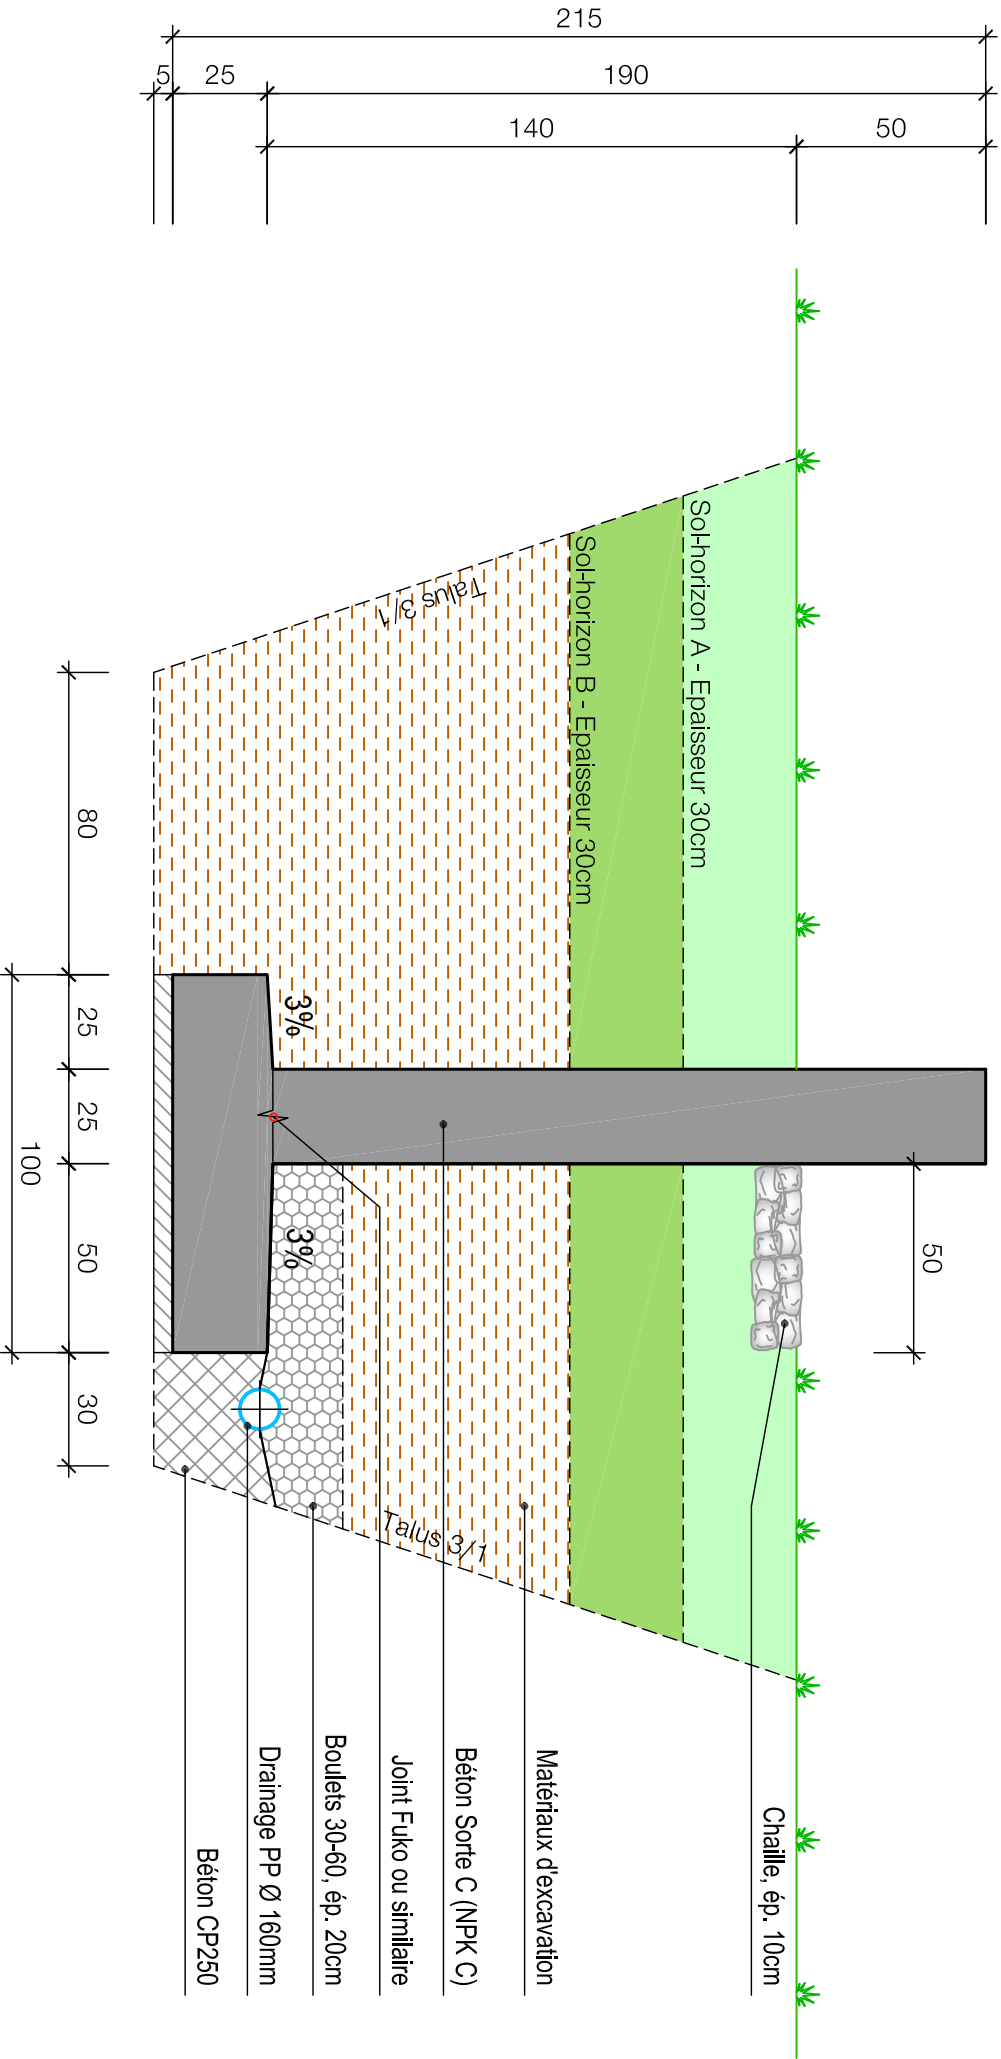 215
5
25
190
140
50
Sol-horizon A - Epaisseur 30cm
Sol-horizon B - Epaisseur 30cm
Talus 3/1
3%
3%
50
Talus 3/1
80
25
25
50
30
100
Chaille, ép. 10cm
Matériaux d'excavation
Béton Sorte C (NPK C)
Joint Fuko ou similaire
Boulets 30-60, ép. 20cm
Drainage PP Ø 160mm
Béton CP250